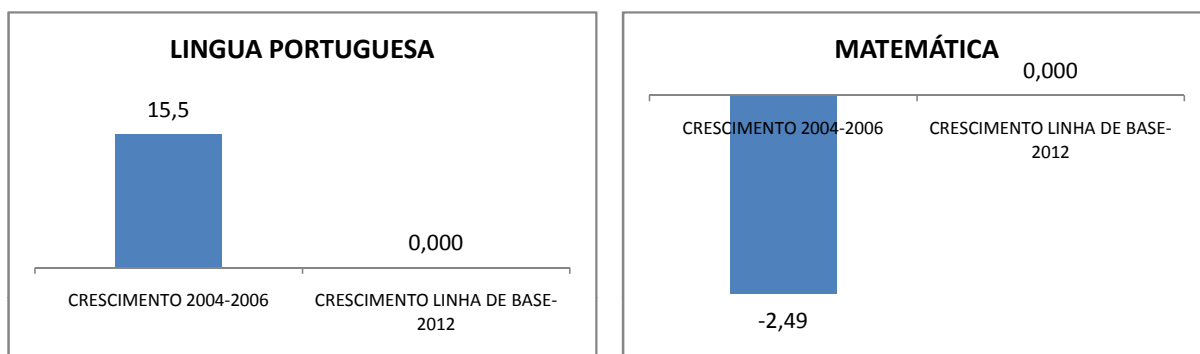 LINGUA PORTUGUESA
15,5
0,000
CRESCIMENTO 2004-2006
CRESCIMENTO LINHA DE BASE-
2012
MATEMÁTICA
0,000
CRESCIMENTO 2004-2006
CRESCIMENTO LINHA DE BASE-
2012
-2,49